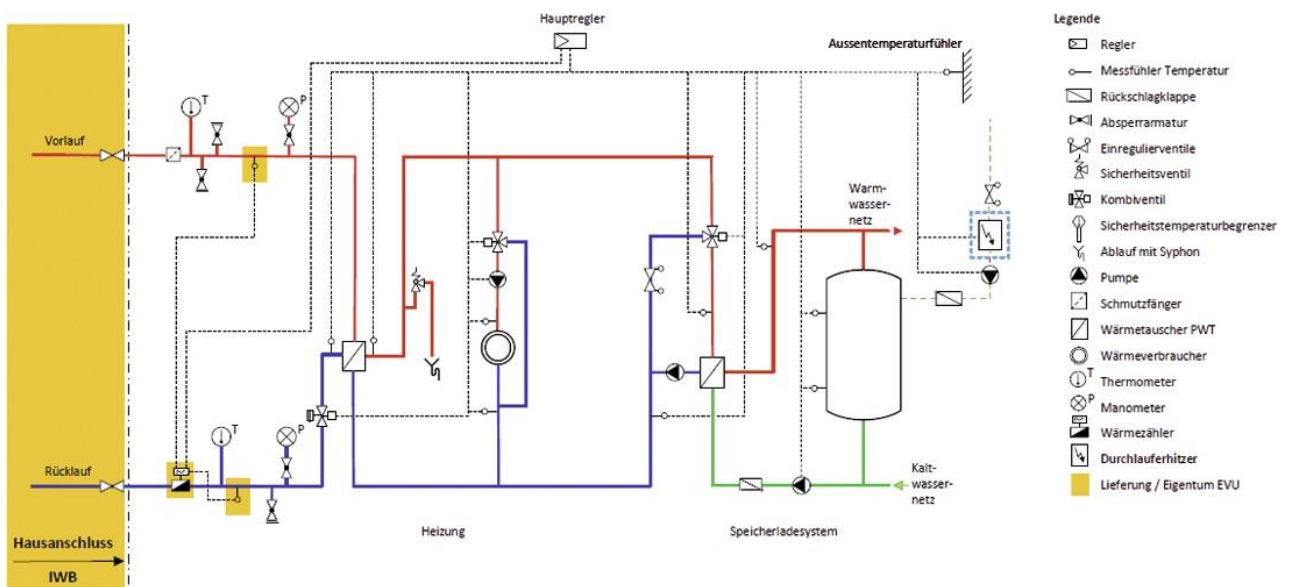 Hauptregler
Aussentemperaturfühler
T
P
Vorlauf
Warm-
wasser-
netz
T
P
Rücklauf
Kalt-
wasser-
netz
Heizung
Speicherladesystem
Hausanschluss
IWB
Legende
Regler
Messfühler Temperatur
Rückschlagklappe
Absperrarmatur
Einregulierventile
Sicherheitsventil
Kombiventil
Sicherheitstemperaturbegrenzer
Ablauf mit Syphon
Pumpe
Schmutzfänger
Wärmetauscher PWT
Wärmeverbraucher
T Thermometer
P Manometer
Wärmezähler
Durchlauferhitzer
Lieferung / Eigentum EVU